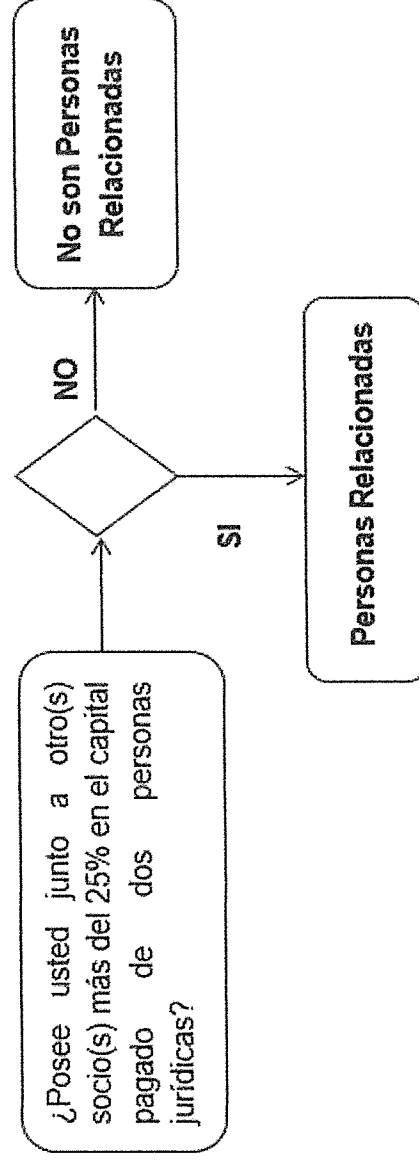 ¿Posee usted junto a otro(s)
socio(s) más del 25% en el capital
pagado de dos personas
jurídicas?
NO
No son Personas
Relacionadas
SI
Personas Relacionadas